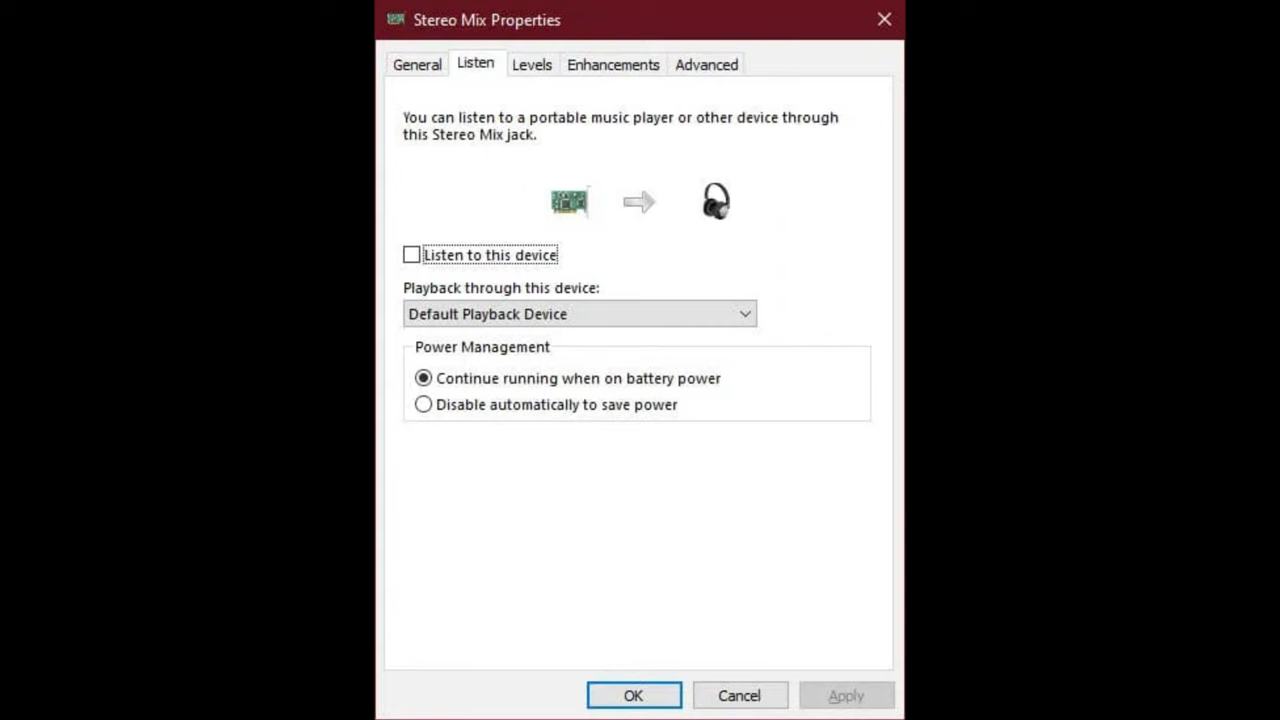 Stereo Mix Properties
General Listen Levels Enhancements Advanced
You can listen to a portable music player or other device through
this Stereo Mix jack.
Listen to this device
Playback through this device:
Default Playback Device
Power Management
Continue running when on battery power
Disable automatically to save power
OK Cancel Apply